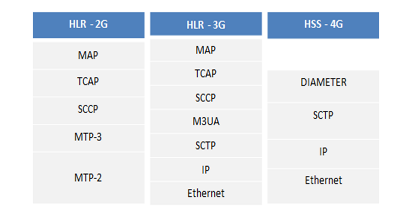 HLR - 2G
MAP
TCAP
SCCP
MTP-3
MTP-2
HLR - 3G
MAP
TCAP
SCCP
M3UA
SCTP
IP
Ethernet
HSS - 4G
DIAMETER
SCTP
IP
Ethernet